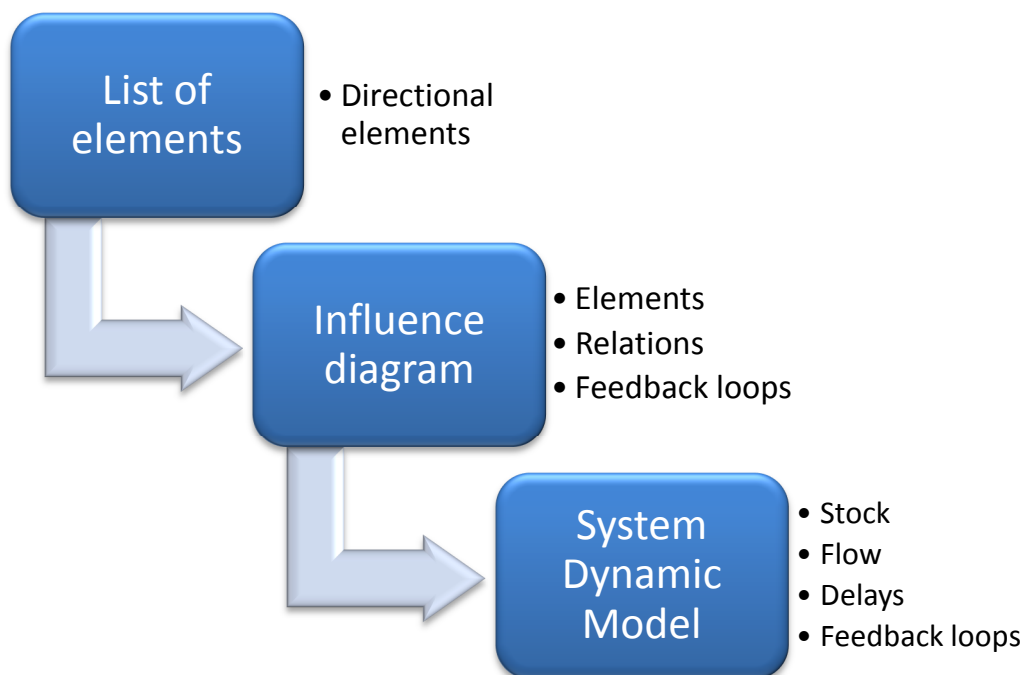 List of
elements
• Directional
elements
Influence
diagram
• Elements
• Relations
• Feedback loops
System
Dynamic
Model
• Stock
• Flow
• Delays
• Feedback loops